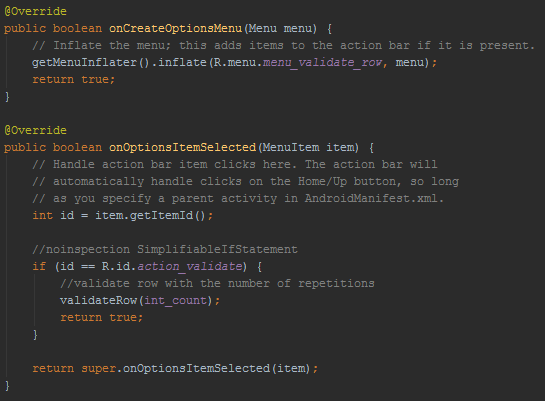 @Override
public boolean onCreateOptionsMenu(Menu menu) {
    // Inflate the menu; this adds items to the action bar if it is present.
    getMenuInflater().inflate(R.menu.menu_validate_row, menu);
    return true;
}

@Override
public boolean onOptionsItemSelected(MenuItem item) {
    // Handle action bar item clicks here. The action bar will
    // automatically handle clicks on the Home/Up button, so long
    // as you specify a parent activity in AndroidManifest.xml.
    int id = item.getItemId();

    //noinspection SimplifiableIfStatement
    if (id == R.id.action_validate) {
        //validate row with the number of repetitions
        validateRow(int_count);
        return true;
    }

    return super.onOptionsItemSelected(item);
}